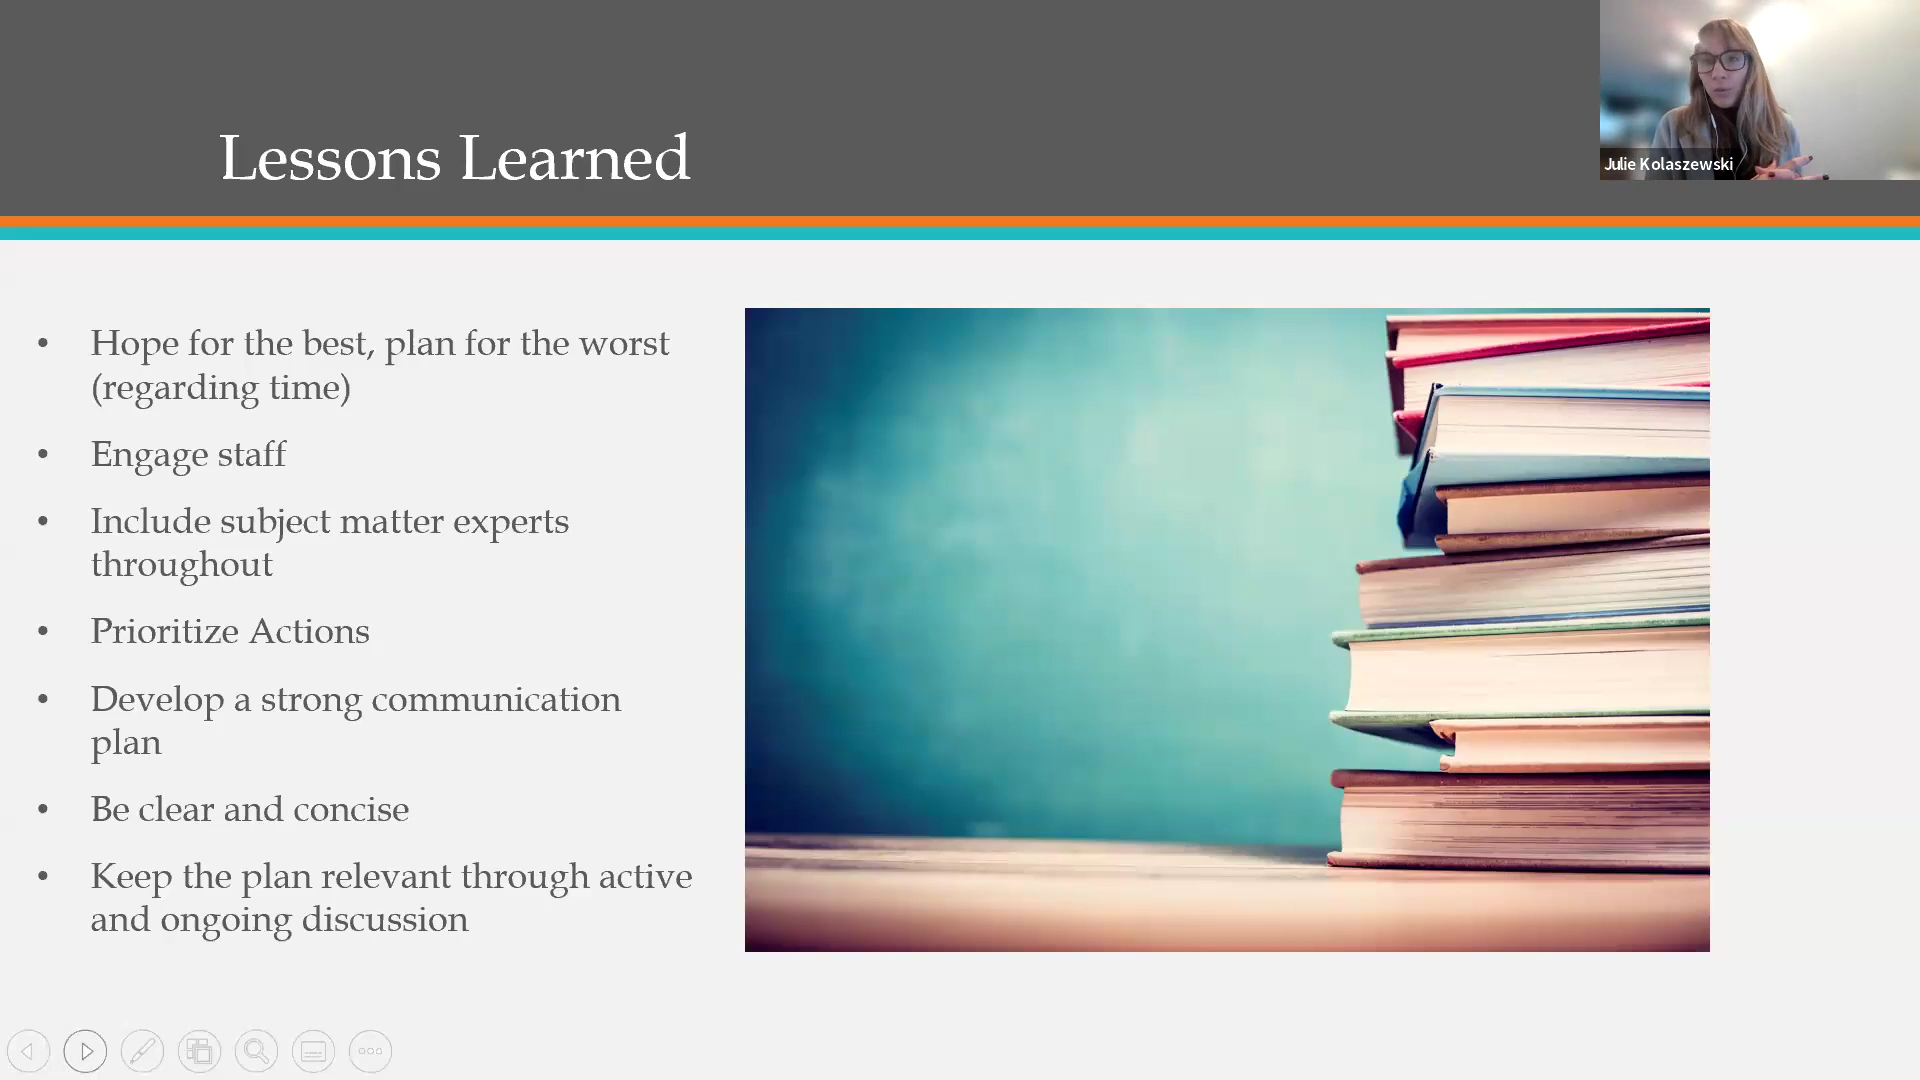 Lessons Learned
Julie Kolaszewski
• Hope for the best, plan for the worst
(regarding time)
• Engage staff
• Include subject matter experts
throughout
• Prioritize Actions
• Develop a strong communication
plan
• Be clear and concise
• Keep the plan relevant through active
and ongoing discussion